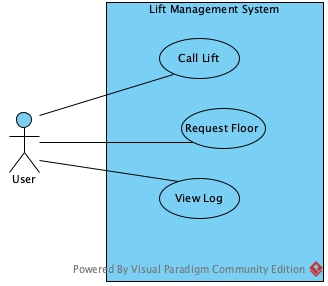 Lift Management System
Call Lift
Request Floor
User
View Log
Powered By Visual Paradigm Community Edition